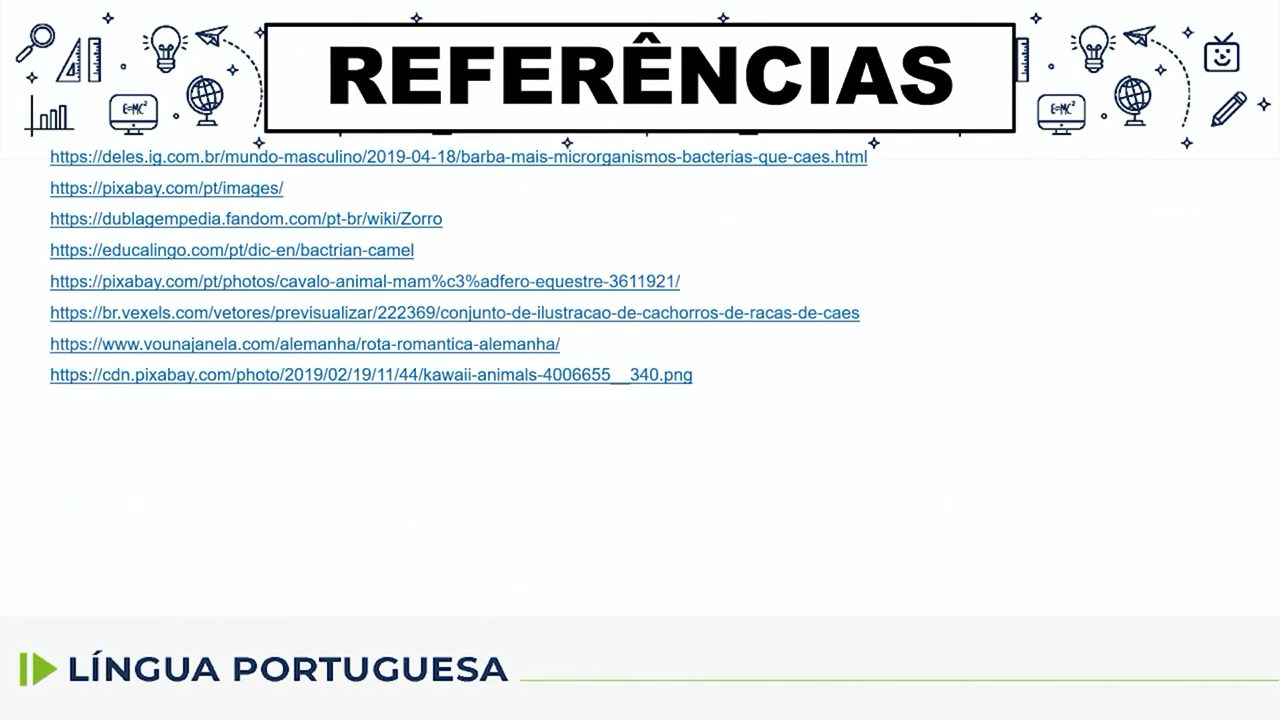 REFERÊNCIAS
E=MC²
E=MC²
https://deles.ig.com.br/mundo-masculino/2019-04-18/barba-mais-microrganismos-bacterias-que-caes.html
https://pixabay.com/pt/images/
https://dublagempedia.fandom.com/pt-br/wiki/Zorro
https://educalingo.com/pt/dic-en/bactrian-camel
https://pixabay.com/pt/photos/cavalo-animal-mam%c3%adfero-equestre-3611921/
https://br.vexels.com/vetores/previsualizar/222369/conjunto-de-ilustracao-de-cachorros-de-racas-de-caes
https://www.vounajanela.com/alemanha/rota-romantica-alemanha/
https://cdn.pixabay.com/photo/2019/02/19/11/44/kawaii-animals-4006655__340.png
LÍNGUA PORTUGUESA